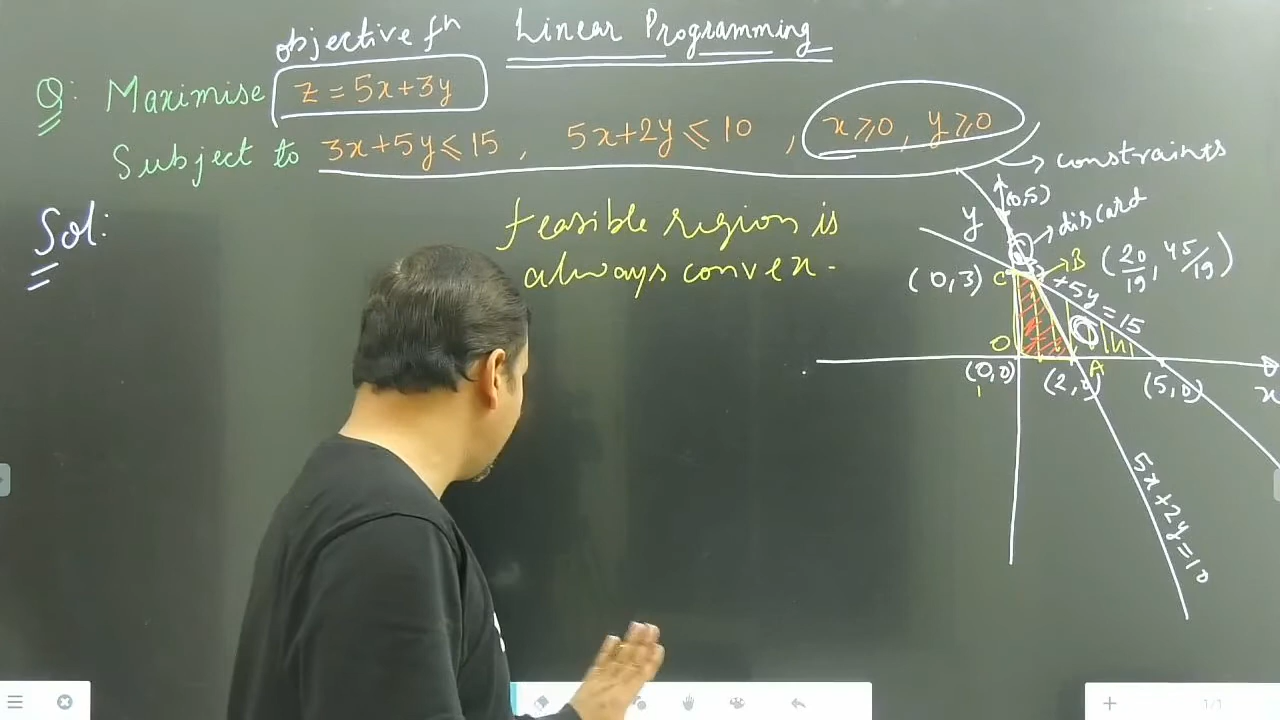 objective fn Linear Programming
Q: Maximise z = 5x+3y
Subject to 3x+5y ≤ 15 , 5x+2y ≤ 10 , x ≥ 0 , y ≥ 0
constraints
Sol:
feasible region is
always convex.
y (0,5)
discard
(0,3) C B (20/19, 45/19)
+5y = 15
O A
(0,0) (2,0) (5,0) x
5x+2y=10
1/1